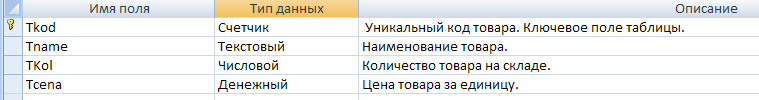 Имя поля Тип данных Описание
Tkod Счетчик Уникальный код товара. Ключевое поле таблицы.
Tname Текстовый Наименование товара.
TKol Числовой Количество товара на складе.
Tcena Денежный Цена товара за единицу.